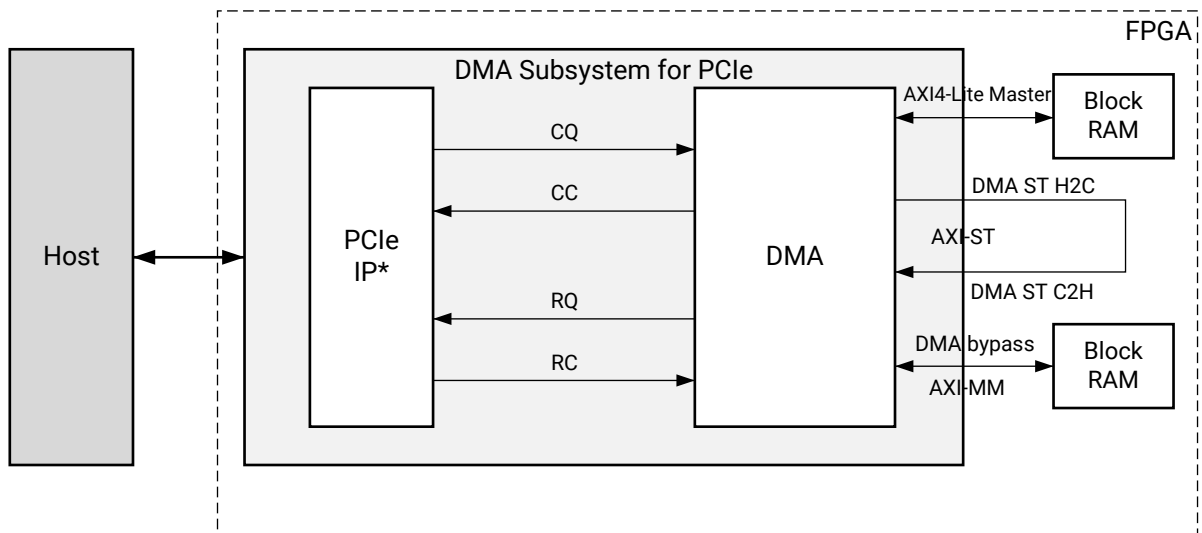 FPGA
DMA Subsystem for PCIe
AXI4-Lite Master
Block
RAM
CQ
CC
DMA ST H2C
PCIe
IP*
Host
DMA
AXI-ST
DMA ST C2H
RQ
RC
DMA bypass
AXI-MM
Block
RAM